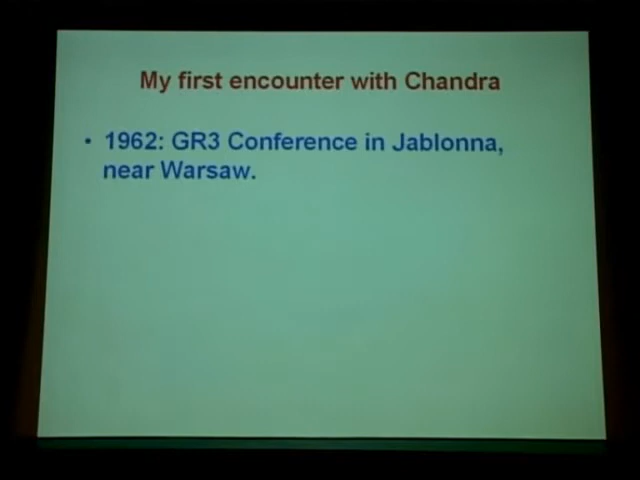 My first encounter with Chandra
• 1962: GR3 Conference in Jablonna,
near Warsaw.